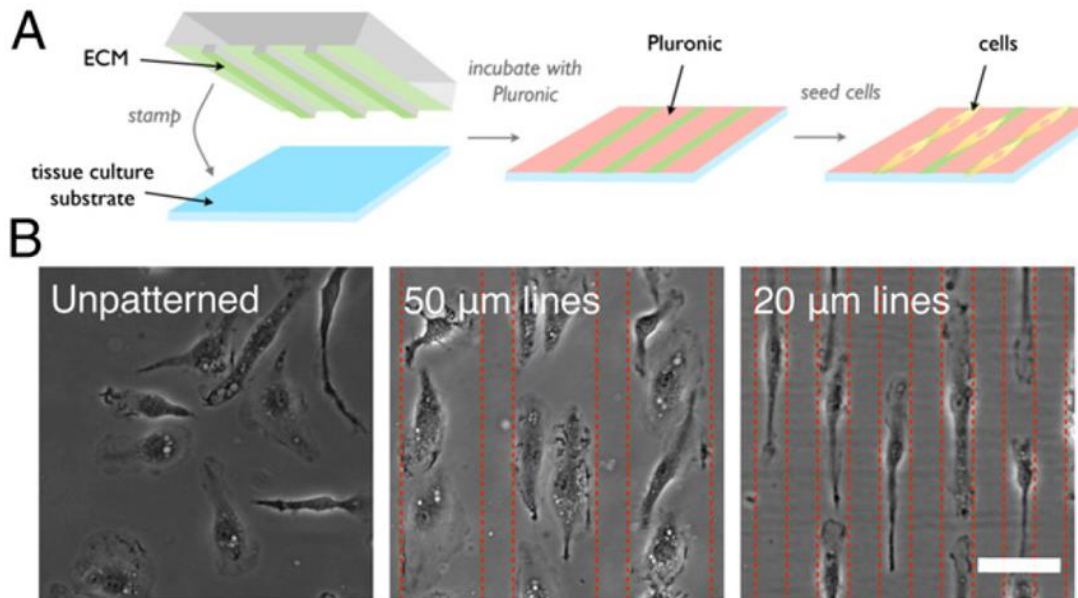 A
ECM
stamp
tissue culture
substrate
incubate with
Pluronic
Pluronic
seed cells
cells
B
Unpatterned
50 µm lines
20 µm lines